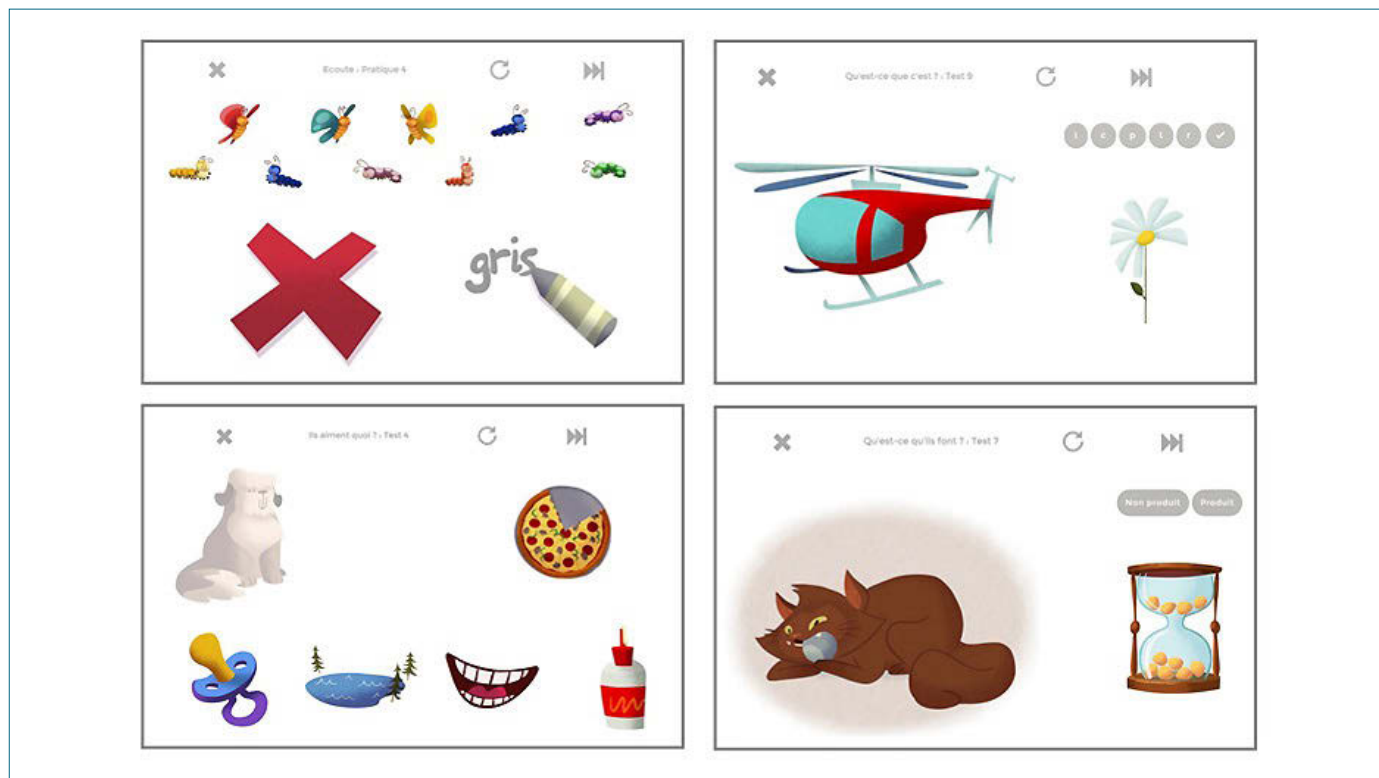 Ecoute : Pratique 4
gris
Qu'est-ce que c'est ? : Test 9
l c p l r
Ils aiment quoi ? : Test 4
Qu'est-ce qu'ils font ? : Test 7
Non produit Produit